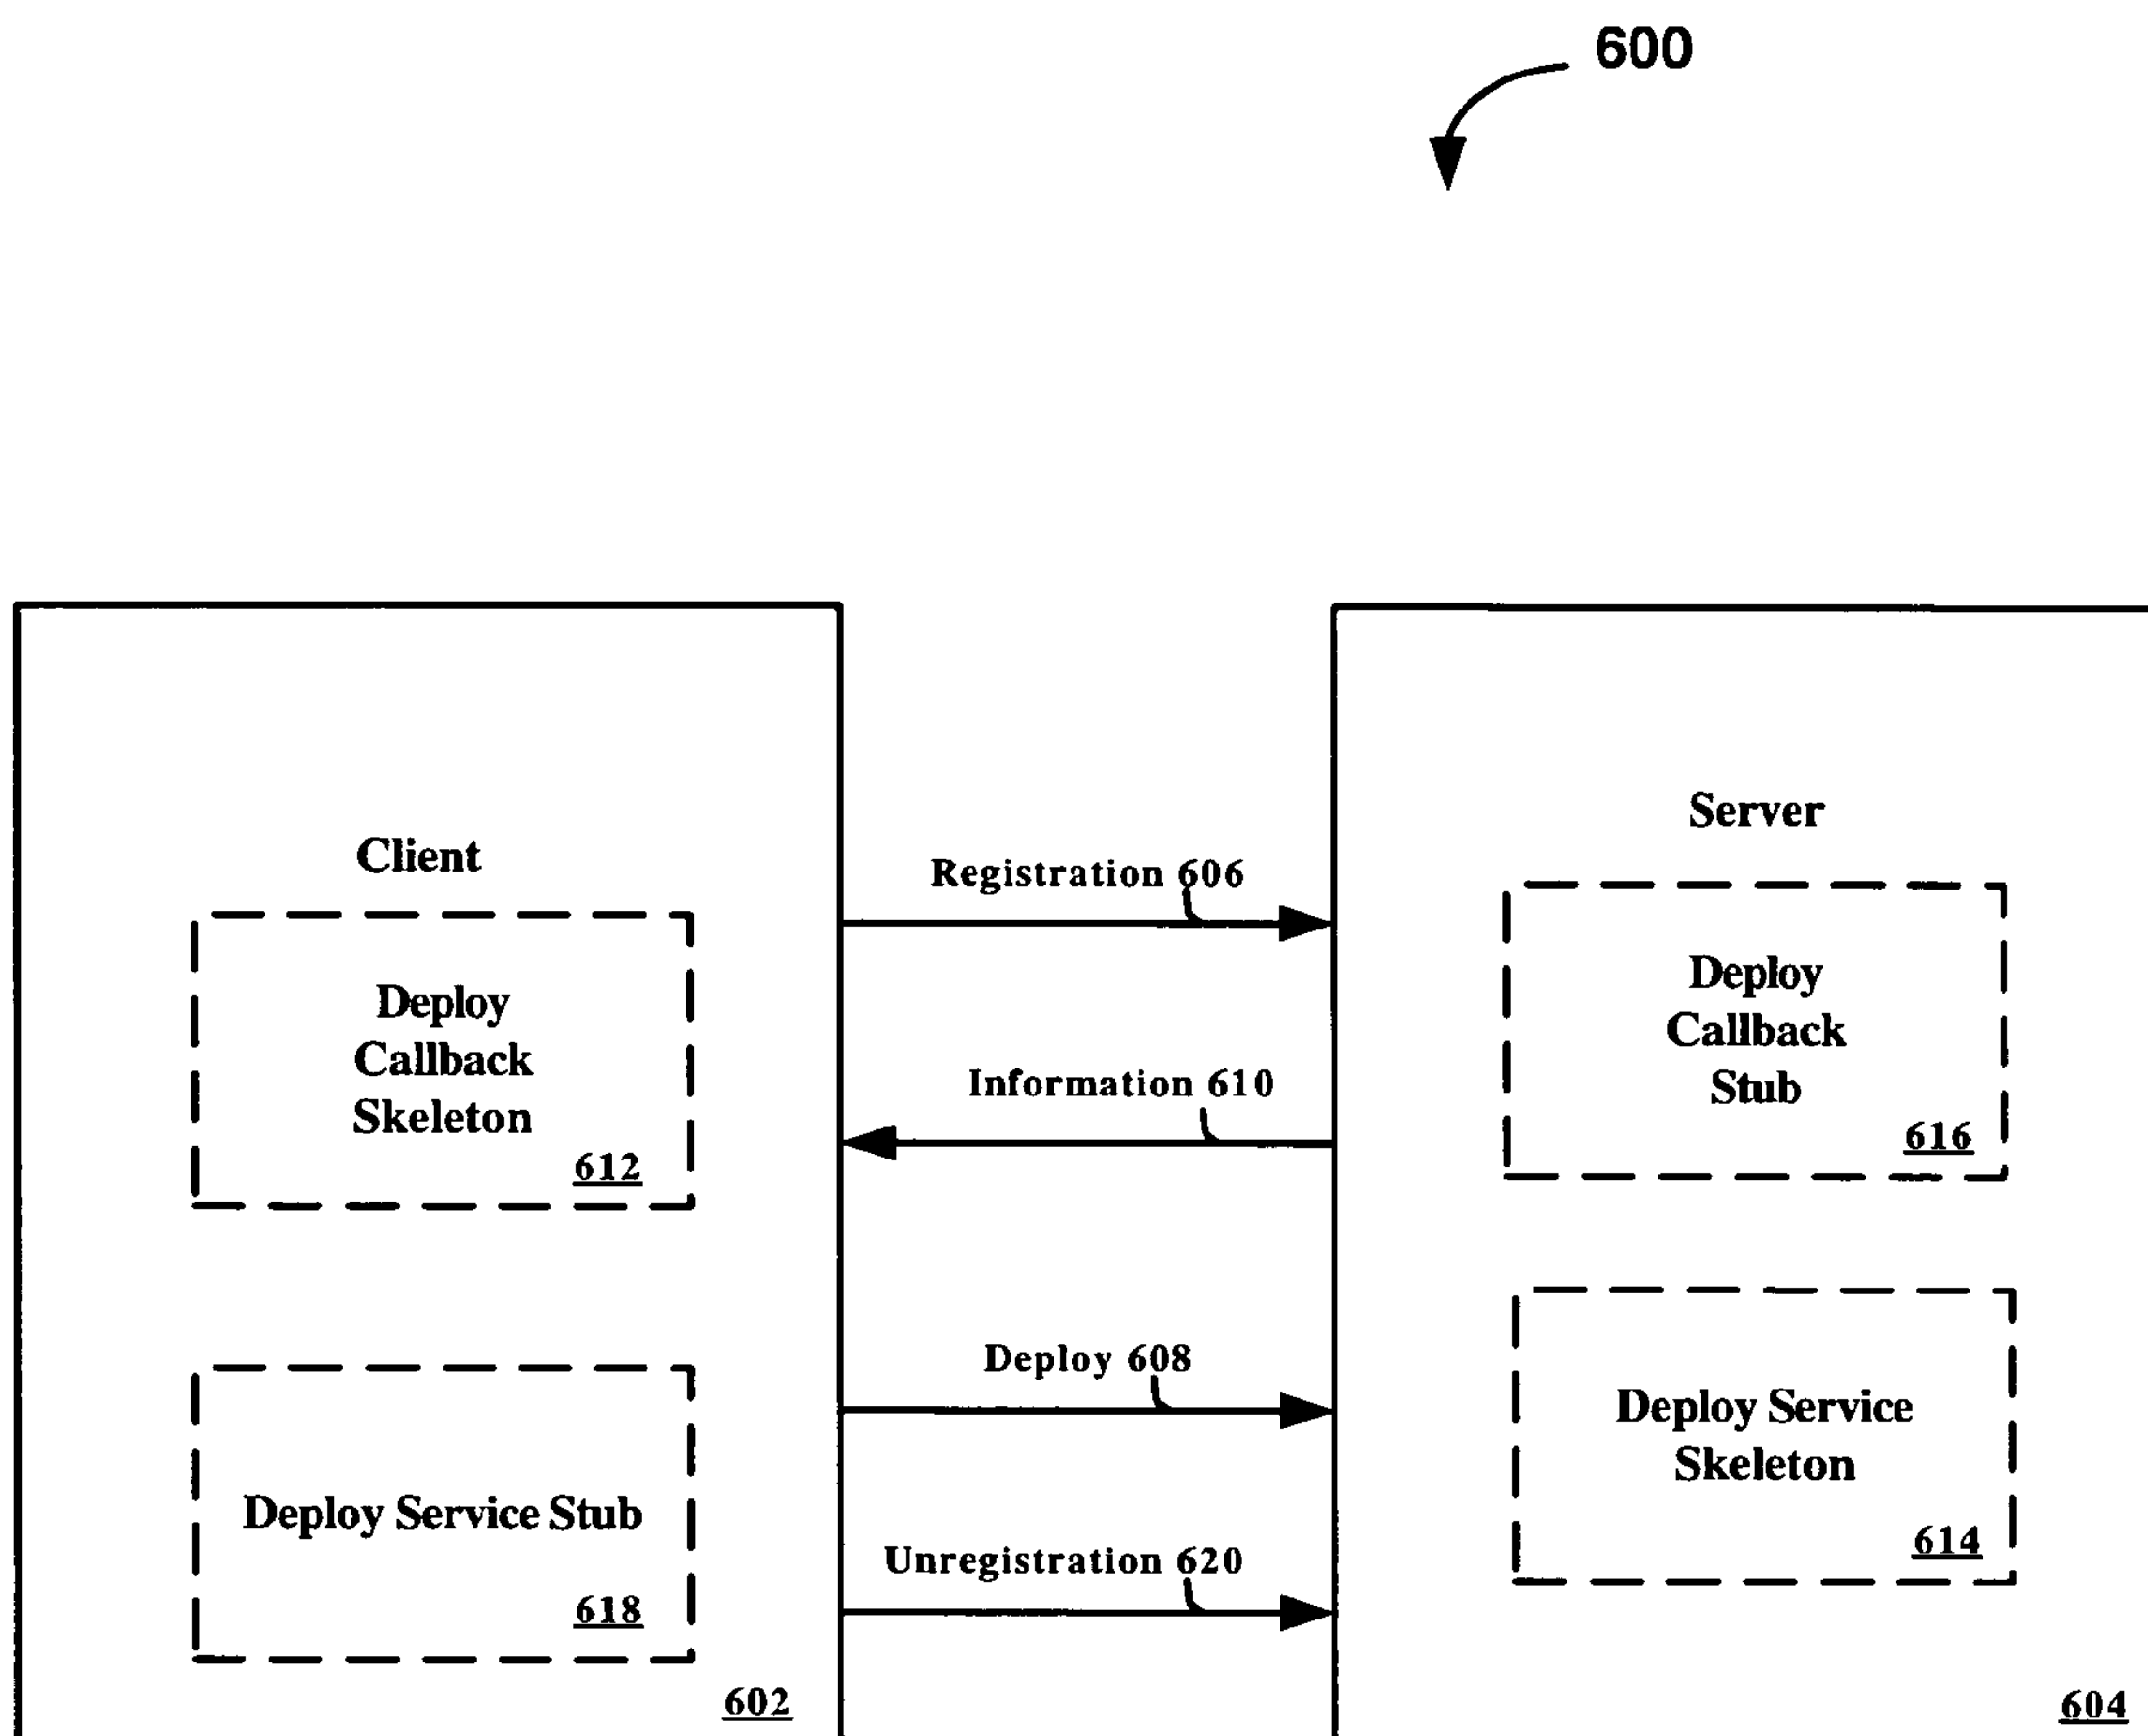 600
Client
Deploy
Callback
Skeleton
612
Deploy Service Stub
618
602
Registration 606
Information 610
Deploy 608
Unregistration 620
Server
Deploy
Callback
Stub
616
Deploy Service
Skeleton
614
604